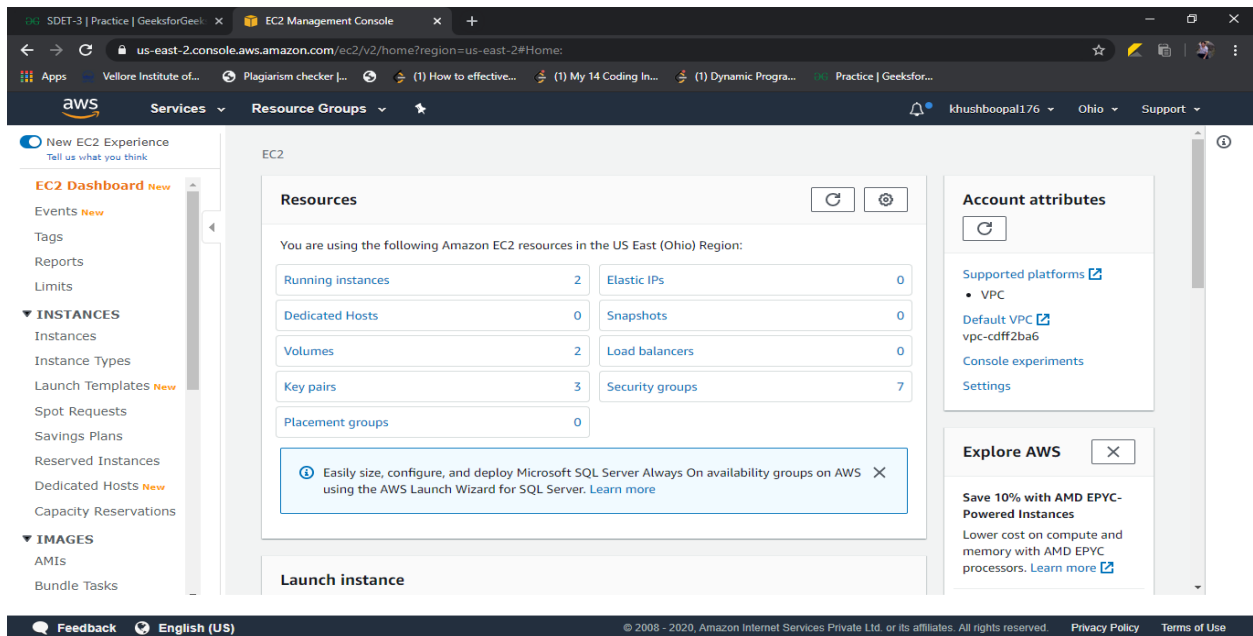 SDET-3 | Practice | GeeksforGeek
EC2 Management Console
us-east-2.console.aws.amazon.com/ec2/v2/home?region=us-east-2#Home:
Apps
Vellore Institute of...
Plagiarism checker |...
(1) How to effective...
(1) My 14 Coding In...
(1) Dynamic Progra...
Practice | Geeksfor...
aws
Services
Resource Groups
khushboopal176
Ohio
Support
New EC2 Experience
Tell us what you think
EC2 Dashboard New
Events New
Tags
Reports
Limits
INSTANCES
Instances
Instance Types
Launch Templates New
Spot Requests
Savings Plans
Reserved Instances
Dedicated Hosts New
Capacity Reservations
IMAGES
AMIs
Bundle Tasks
EC2
Resources
You are using the following Amazon EC2 resources in the US East (Ohio) Region:
Running instances 2
Elastic IPs 0
Dedicated Hosts 0
Snapshots 0
Volumes 2
Load balancers 0
Key pairs 3
Security groups 7
Placement groups 0
Easily size, configure, and deploy Microsoft SQL Server Always On availability groups on AWS
using the AWS Launch Wizard for SQL Server. Learn more
Launch instance
Account attributes
Supported platforms
• VPC
Default VPC
vpc-cdff2ba6
Console experiments
Settings
Explore AWS
Save 10% with AMD EPYC-
Powered Instances
Lower cost on compute and
memory with AMD EPYC
processors. Learn more
Feedback
English (US)
© 2008 - 2020, Amazon Internet Services Private Ltd. or its affiliates. All rights reserved.
Privacy Policy
Terms of Use